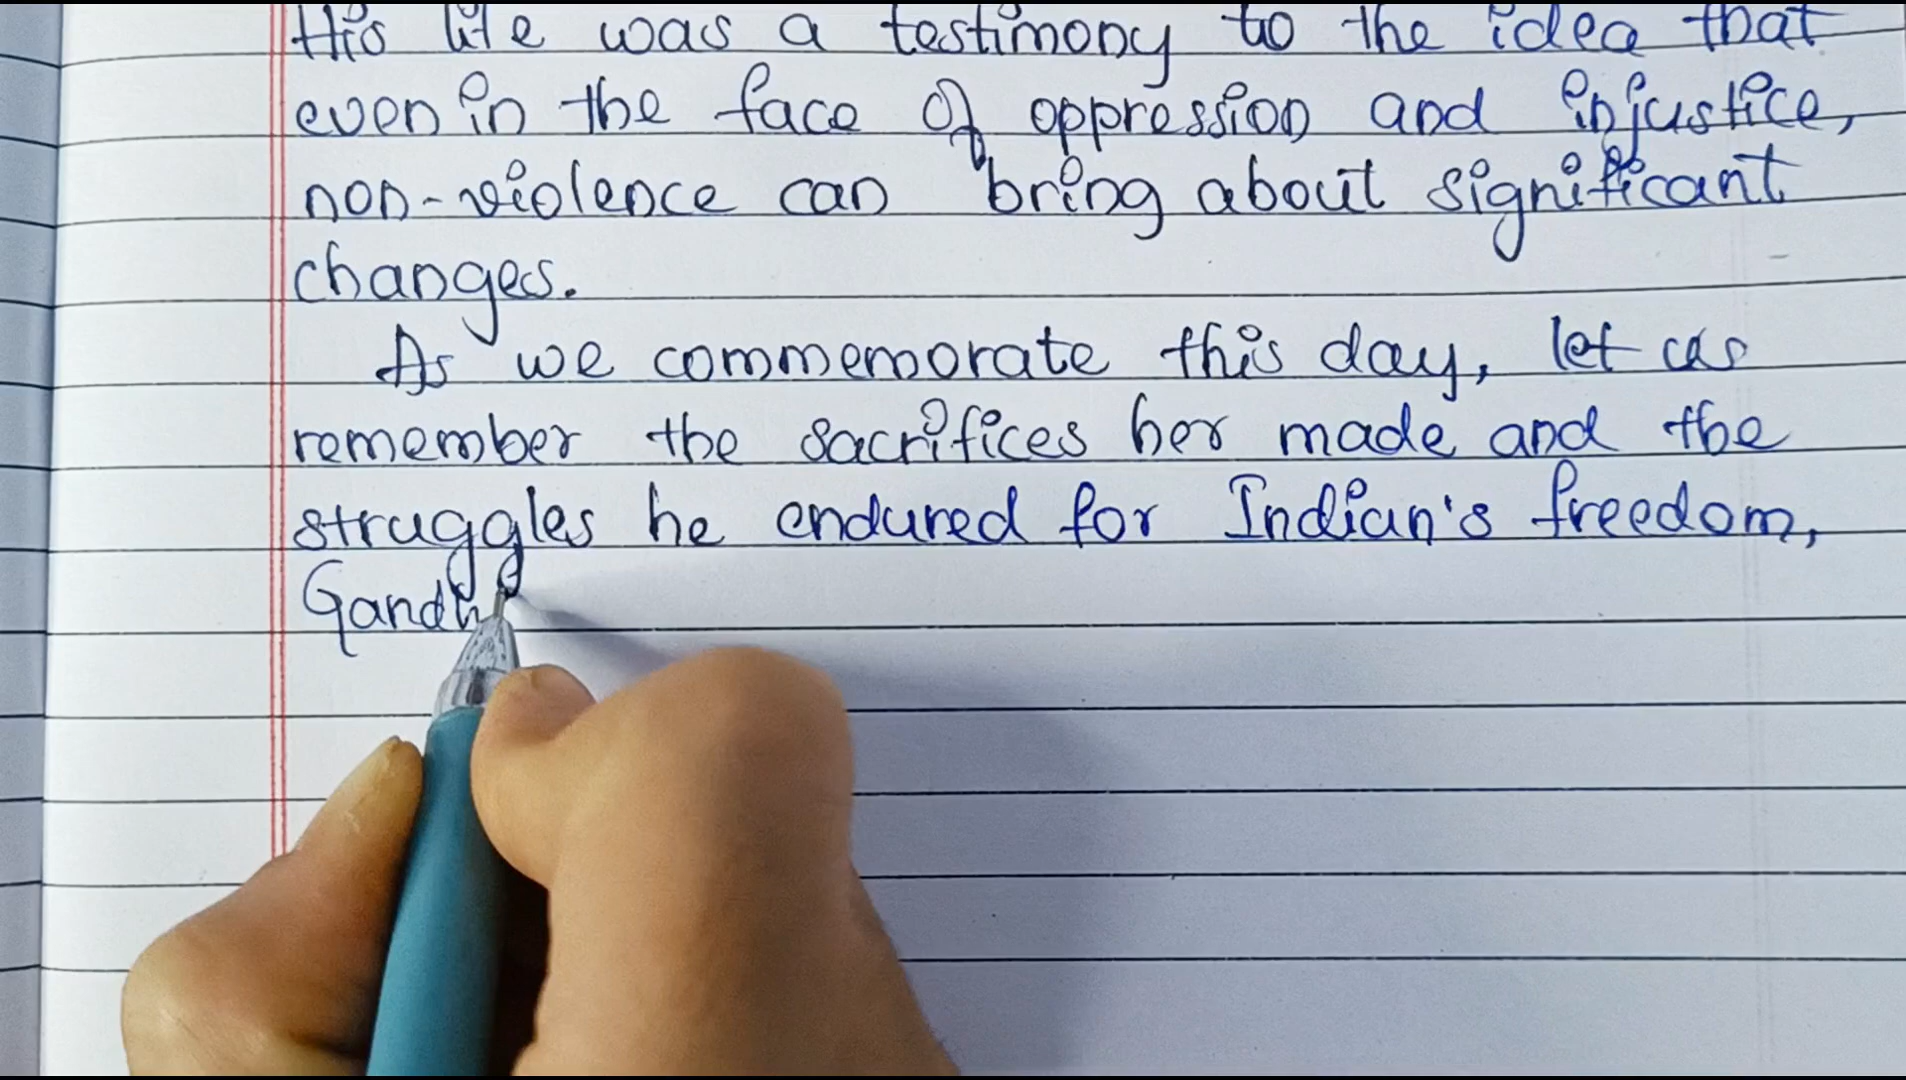 His life was a testimony to the idea that
even in the face of oppression and injustice,
non-violence can bring about significant
changes.
As we commemorate this day, let us
remember the sacrifices her made and the
struggles he endured for Indian's freedom,
Gandh